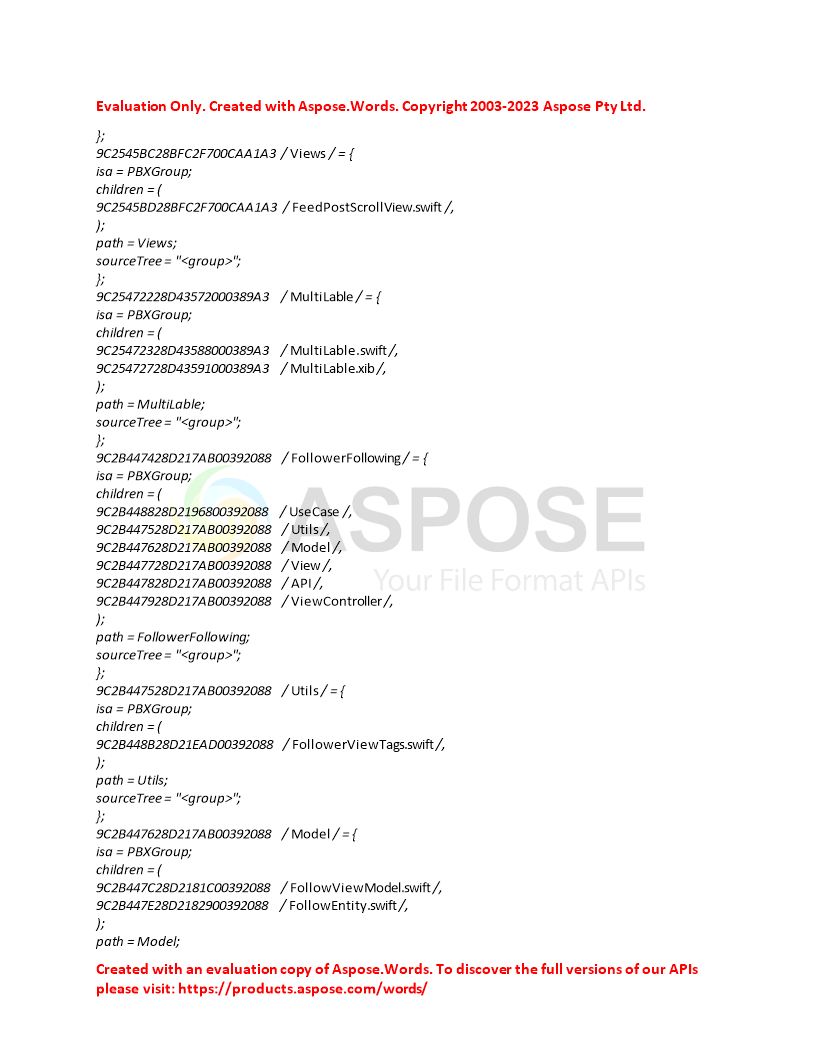 Evaluation Only. Created with Aspose.Words. Copyright 2003-2023 Aspose Pty Ltd.
};
9C2545BC28BFC2F700CAA1A3 / Views / = {
isa = PBXGroup;
children = (
9C2545BD28BFC2F700CAA1A3 / FeedPostScrollView.swift /,
);
path = Views;
sourceTree = "<group>";
};
9C25472228D43572000389A3 / MultiLable / = {
isa = PBXGroup;
children = (
9C25472328D43588000389A3 / MultiLable.swift /,
9C25472728D43591000389A3 / MultiLable.xib /,
);
path = MultiLable;
sourceTree = "<group>";
};
9C2B447428D217AB00392088 / FollowerFollowing / = {
isa = PBXGroup;
children = (
9C2B448828D2196800392088 / UseCase /,
9C2B447528D217AB00392088 / Utils /,
9C2B447628D217AB00392088 / Model /,
9C2B447728D217AB00392088 / View /,
9C2B447828D217AB00392088 / API /,
9C2B447928D217AB00392088 / ViewController /,
);
path = FollowerFollowing;
sourceTree = "<group>";
};
9C2B447528D217AB00392088 / Utils / = {
isa = PBXGroup;
children = (
9C2B448B28D21EAD00392088 / FollowerViewTags.swift /,
);
path = Utils;
sourceTree = "<group>";
};
9C2B447628D217AB00392088 / Model / = {
isa = PBXGroup;
children = (
9C2B447C28D2181C00392088 / FollowViewModel.swift /,
9C2B447E28D2182900392088 / FollowEntity.swift /,
);
path = Model;
ASPOSE
Your File Format APIs
Created with an evaluation copy of Aspose.Words. To discover the full versions of our APIs
please visit: https://products.aspose.com/words/